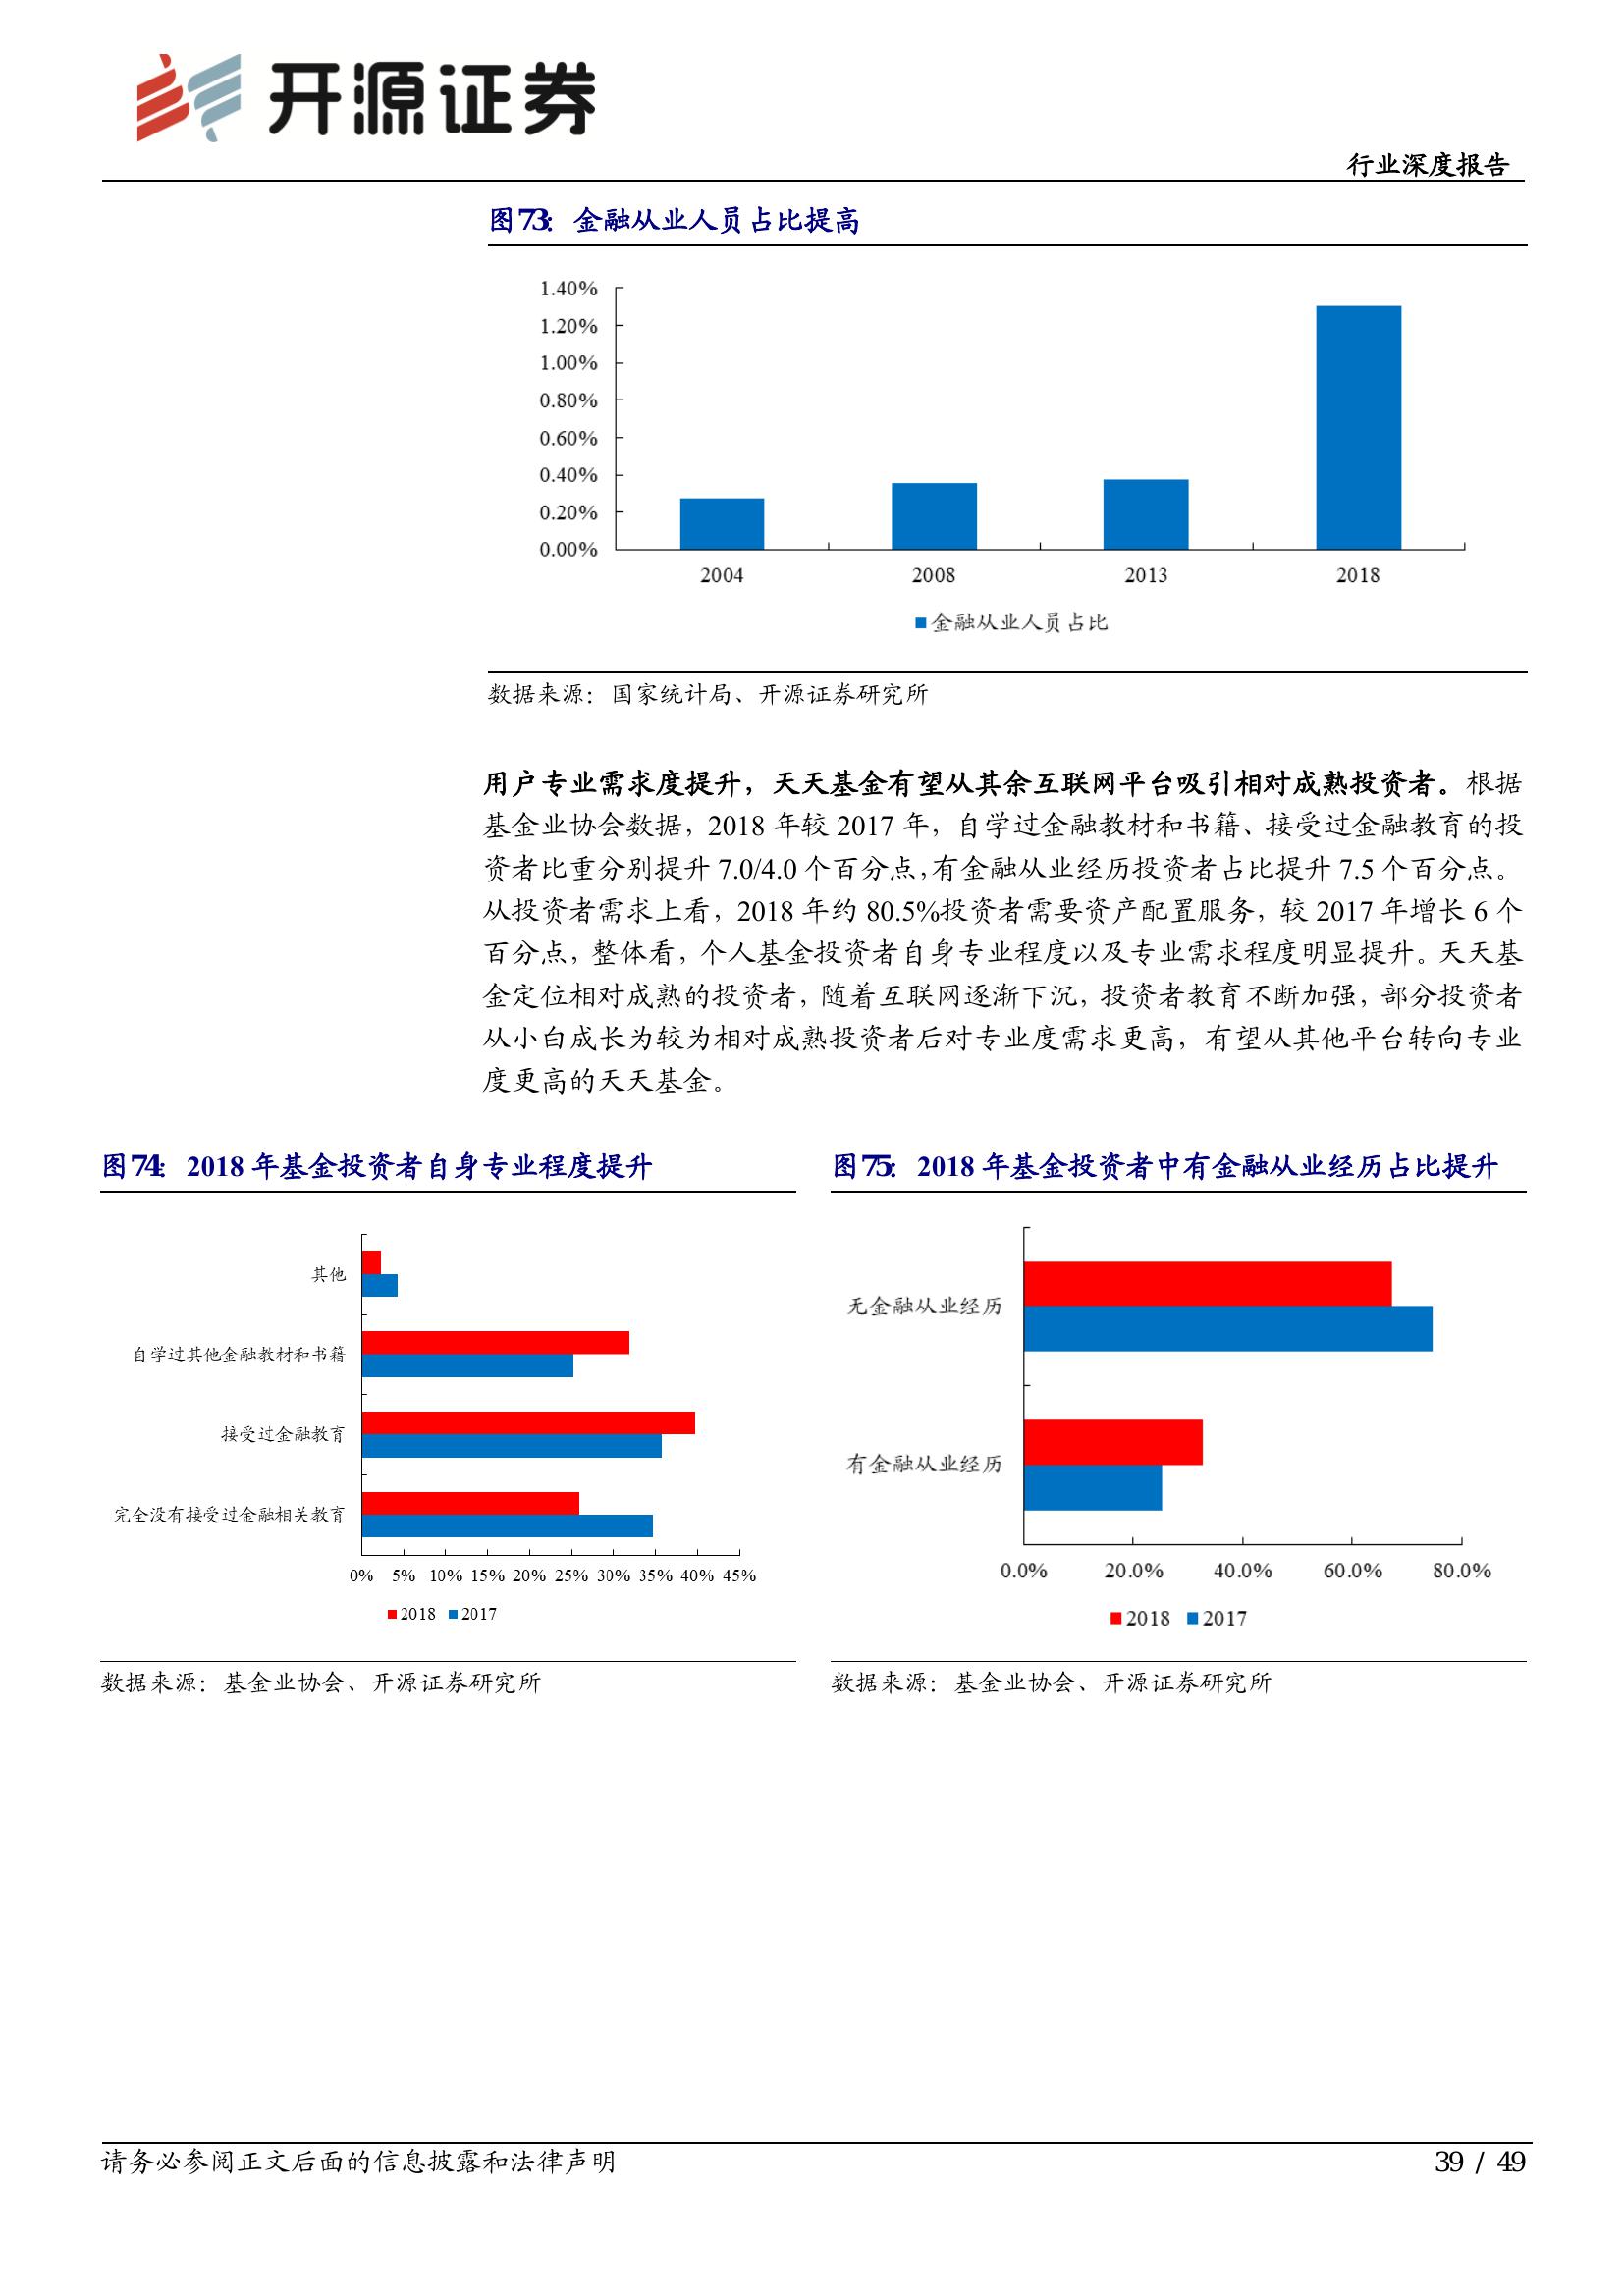 开源证券
行业深度报告
图73：金融从业人员占比提高
1.40%
1.20%
1.00%
0.80%
0.60%
0.40%
0.20%
0.00%
2004 2008 2013 2018
金融从业人员占比
数据来源：国家统计局、开源证券研究所
用户专业需求度提升，天天基金有望从其余互联网平台吸引相对成熟投资者。根据
基金业协会数据，2018 年较 2017 年，自学过金融教材和书籍、接受过金融教育的投
资者比重分别提升 7.0/4.0 个百分点，有金融从业经历投资者占比提升 7.5 个百分点。
从投资者需求上看，2018 年约 80.5%投资者需要资产配置服务，较 2017 年增长 6 个
百分点，整体看，个人基金投资者自身专业程度以及专业需求程度明显提升。天天基
金定位相对成熟的投资者，随着互联网逐渐下沉，投资者教育不断加强，部分投资者
从小白成长为较为相对成熟投资者后对专业度需求更高，有望从其他平台转向专业
度更高的天天基金。
图74：2018 年基金投资者自身专业程度提升
其他
自学过其他金融教材和书籍
接受过金融教育
完全没有接受过金融相关教育
0% 5% 10% 15% 20% 25% 30% 35% 40% 45%
2018 2017
数据来源：基金业协会、开源证券研究所
图75：2018 年基金投资者中有金融从业经历占比提升
无金融从业经历
有金融从业经历
0.0% 20.0% 40.0% 60.0% 80.0%
2018 2017
数据来源：基金业协会、开源证券研究所
请务必参阅正文后面的信息披露和法律声明
39 / 49